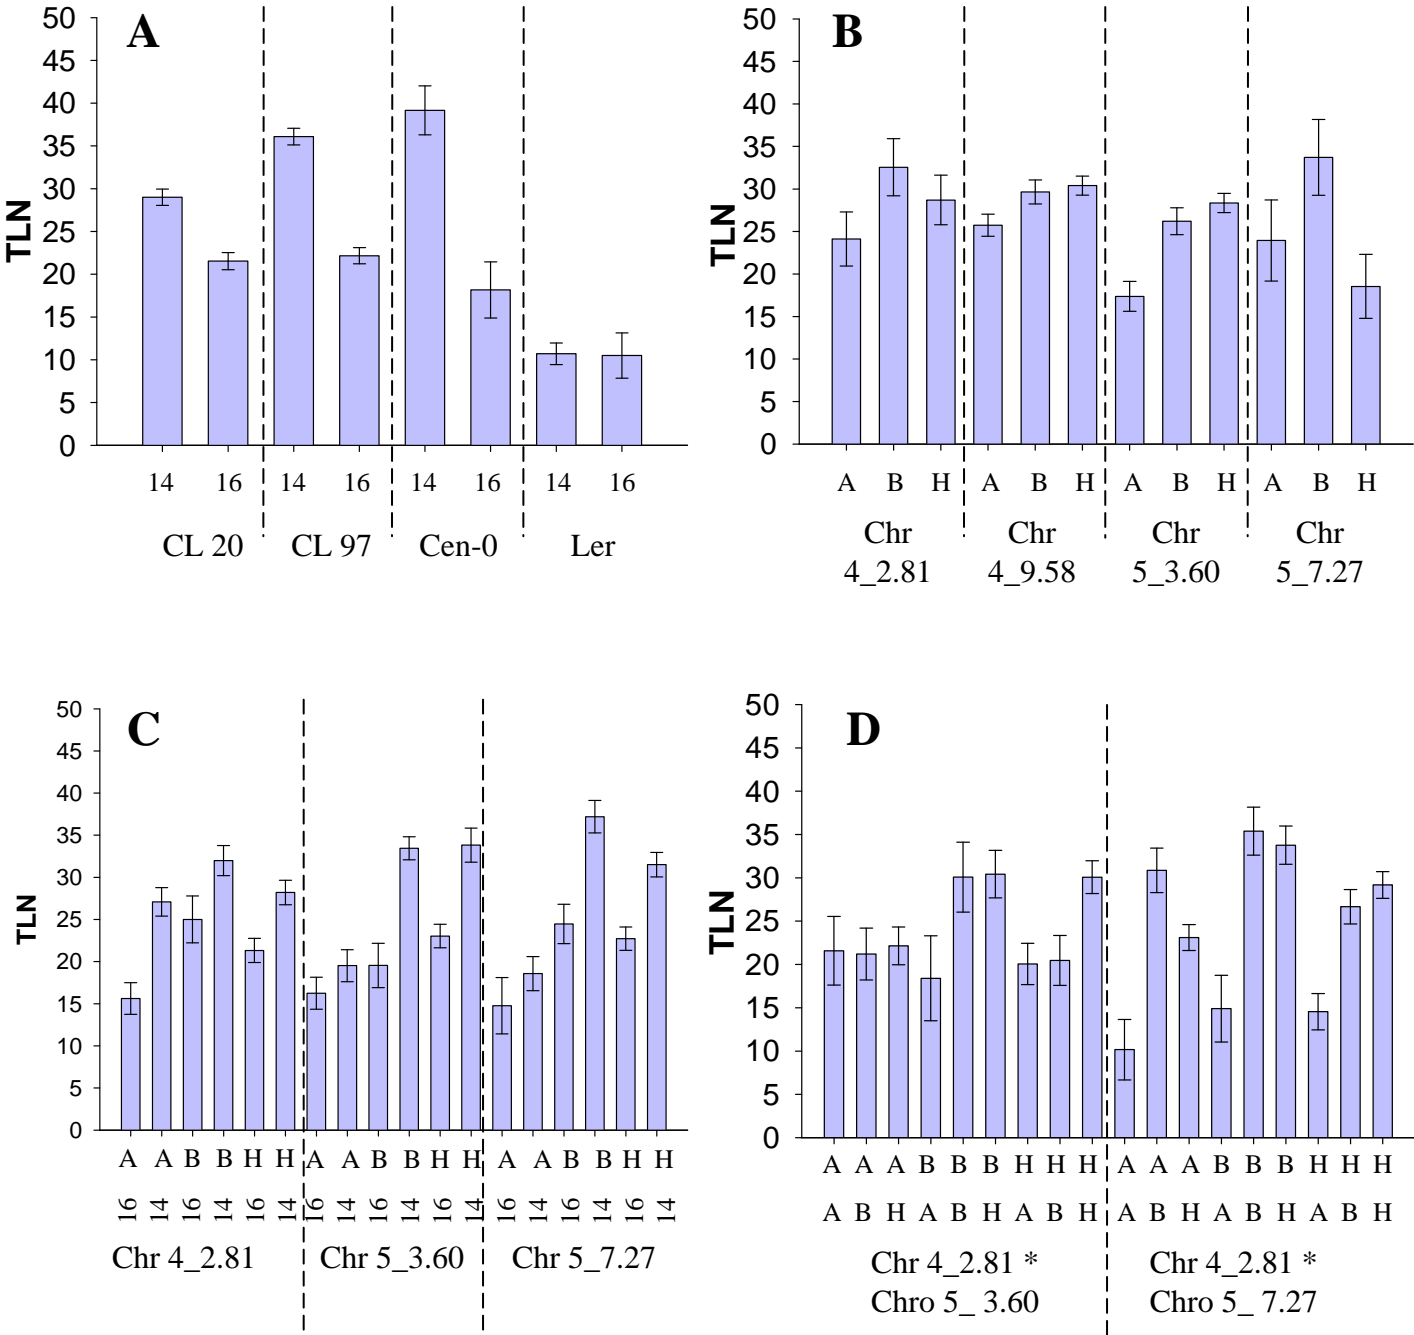 A
50
45
40
35
30
25
20
15
10
5
0
TLN
14 16 14 16 14 16 14 16
CL 20 CL 97 Cen-0 Ler
B
50
45
40
35
30
25
20
15
10
5
0
TLN
A B H A B H A B H A B H
Chr Chr Chr Chr
4_2.81 4_9.58 5_3.60 5_7.27
C
50
45
40
35
30
25
20
15
10
5
0
TLN
A A B B H H A A B B H H A A B B H H
16 14 16 14 16 14 16 14 16 14 16 14 16 14 16 14 16 14
Chr 4_2.81 Chr 5_3.60 Chr 5_7.27
D
50
45
40
35
30
25
20
15
10
5
0
TLN
A A A B B B H H H A A A B B B H H H
A B H A B H A B H A B H A B H A B H
Chr 4_2.81 * Chr 4_2.81 *
Chro 5_ 3.60 Chro 5_ 7.27